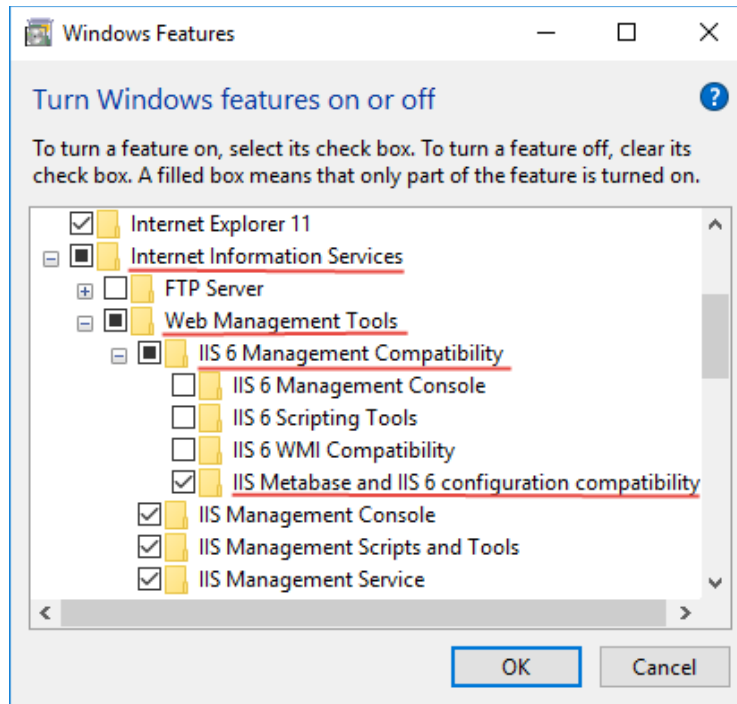 Windows Features
Turn Windows features on or off
To turn a feature on, select its check box. To turn a feature off, clear its
check box. A filled box means that only part of the feature is turned on.
Internet Explorer 11
Internet Information Services
FTP Server
Web Management Tools
IIS 6 Management Compatibility
IIS 6 Management Console
IIS 6 Scripting Tools
IIS 6 WMI Compatibility
IIS Metabase and IIS 6 configuration compatibility
IIS Management Console
IIS Management Scripts and Tools
IIS Management Service
OK Cancel